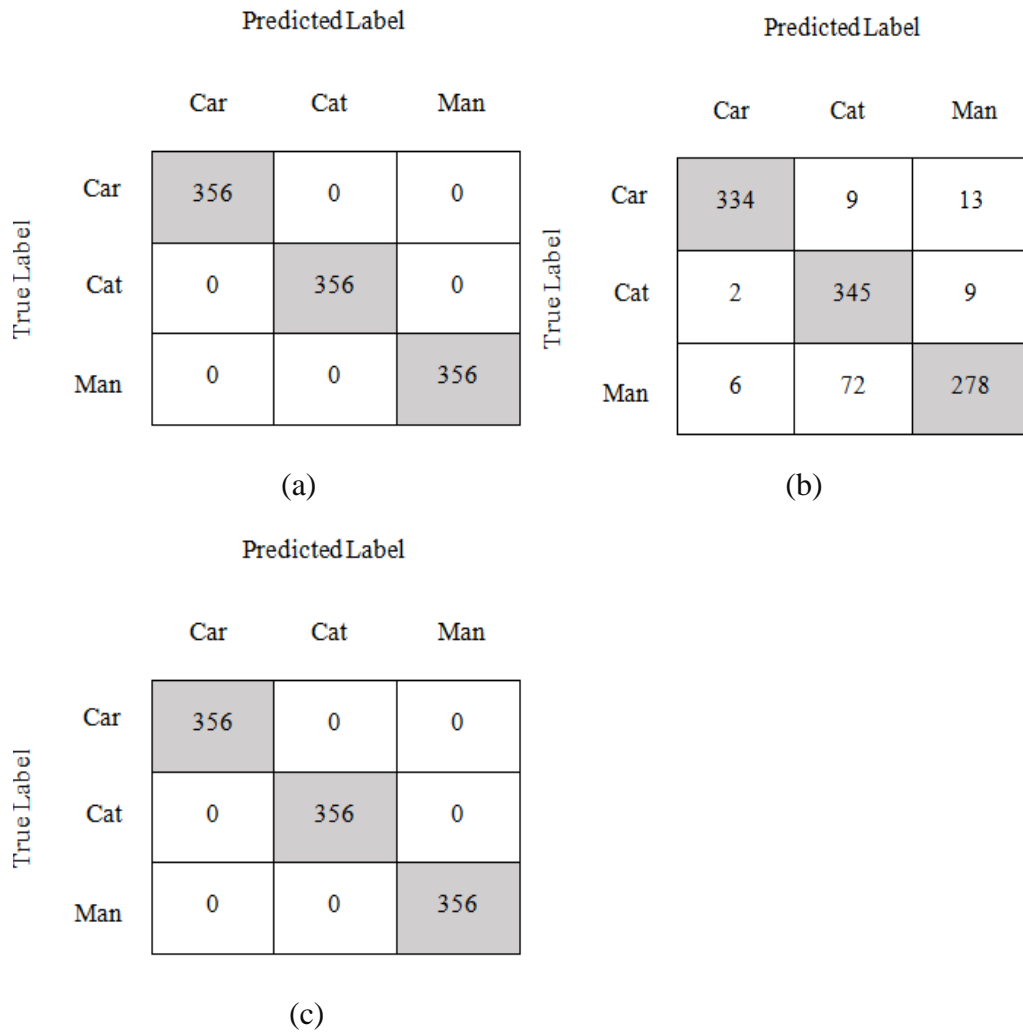 Predicted Label
Car Cat Man
True Label
Car 356 0 0
Cat 0 356 0
Man 0 0 356
(a)
Predicted Label
Car Cat Man
True Label
Car 334 9 13
Cat 2 345 9
Man 6 72 278
(b)
Predicted Label
Car Cat Man
True Label
Car 356 0 0
Cat 0 356 0
Man 0 0 356
(c)